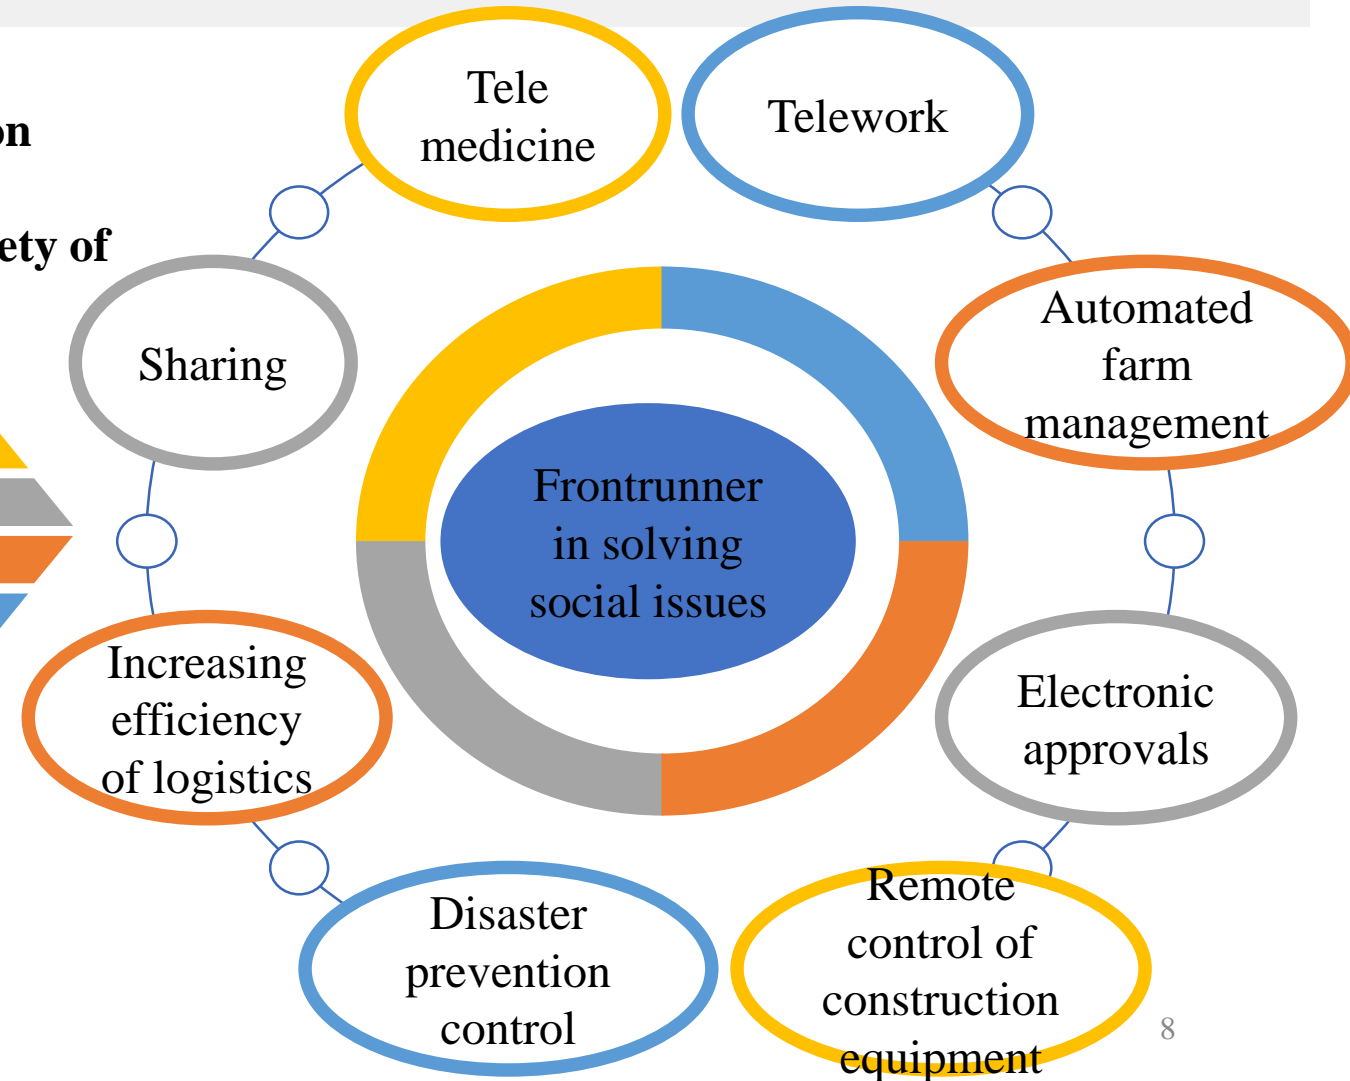 on
ety of
Tele
medicine
Telework
Sharing
Automated
farm
management
Frontrunner
in solving
social issues
Increasing
efficiency
of logistics
Electronic
approvals
Disaster
prevention
control
Remote
control of
construction
equipment
8